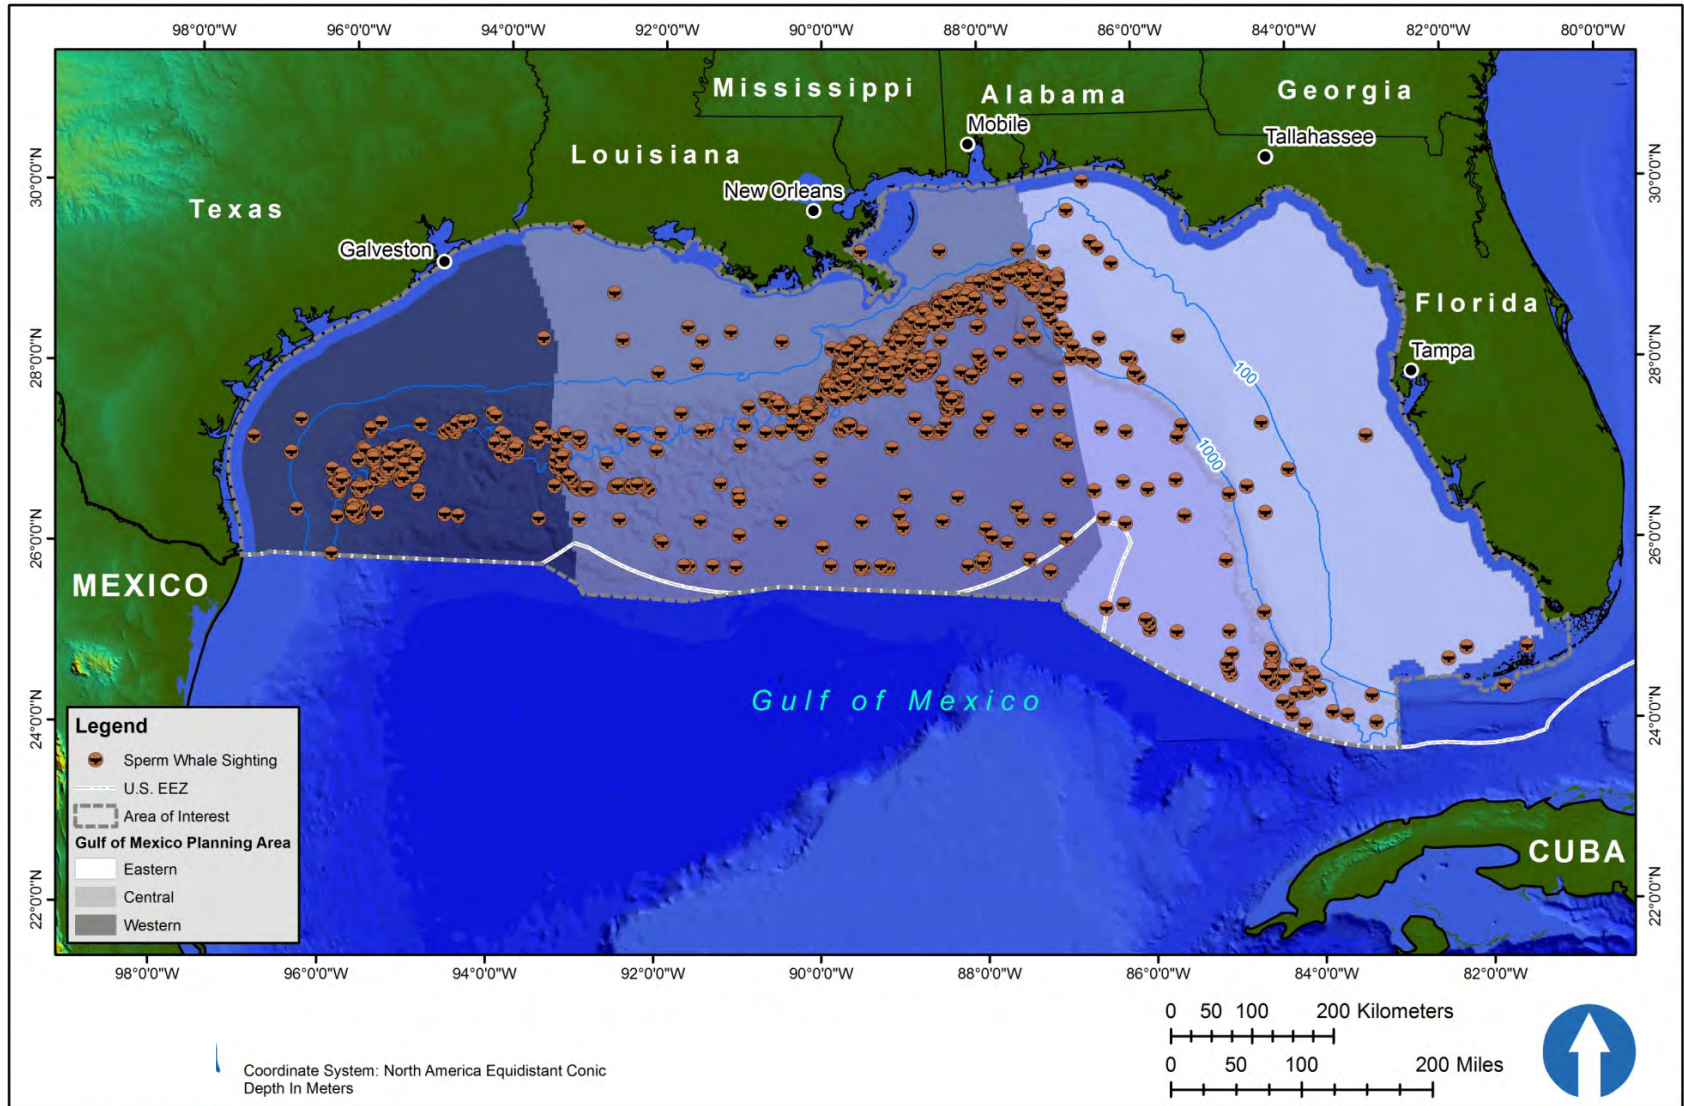 98°0'0"W 96°0'0"W 94°0'0"W 92°0'0"W 90°0'0"W 88°0'0"W 86°0'0"W 84°0'0"W 82°0'0"W 80°0'0"W
Mississippi
Alabama
Georgia
Mobile
Tallahassee
Louisiana
30°0'0"N
30°0'0"N
New Orleans
Texas
Galveston
Florida
28°0'0"N
28°0'0"N
Tampa
100
1000
26°0'0"N
26°0'0"N
MEXICO
Gulf of Mexico
24°0'0"N
24°0'0"N
Legend
Sperm Whale Sighting
U.S. EEZ
Area of Interest
Gulf of Mexico Planning Area
Eastern
Central
Western
CUBA
22°0'0"N
22°0'0"N
98°0'0"W 96°0'0"W 94°0'0"W 92°0'0"W 90°0'0"W 88°0'0"W 86°0'0"W 84°0'0"W 82°0'0"W
0 50 100 200 Kilometers
0 50 100 200 Miles
Coordinate System: North America Equidistant Conic
Depth In Meters